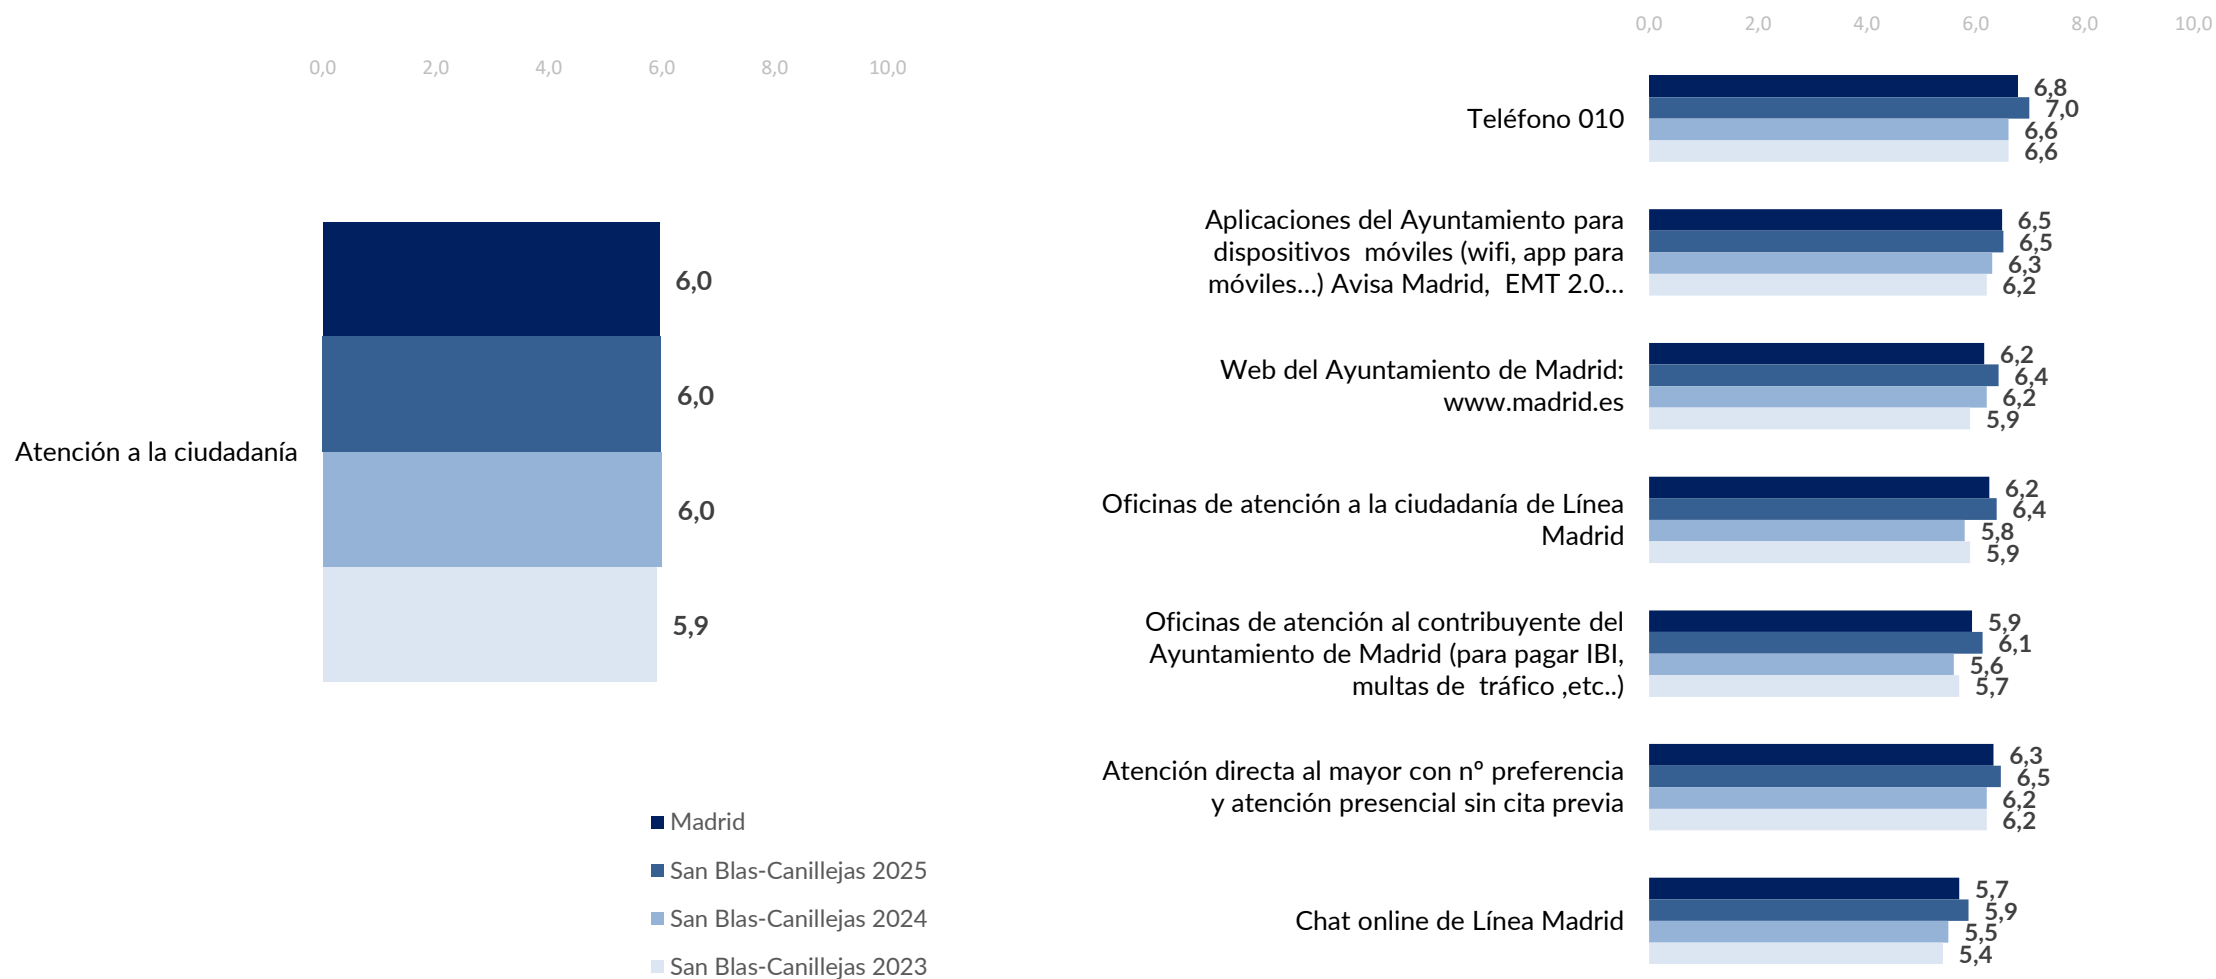 0,0 2,0 4,0 6,0 8,0 10,0
Atención a la ciudadanía
6,0
6,0
6,0
5,9
Madrid
San Blas-Canillejas 2025
San Blas-Canillejas 2024
San Blas-Canillejas 2023
0,0 2,0 4,0 6,0 8,0 10,0
Teléfono 010
6,8
7,0
6,6
6,6
Aplicaciones del Ayuntamiento para
dispositivos  móviles (wifi, app para
móviles...) Avisa Madrid,  EMT 2.0...
6,5
6,5
6,3
6,2
Web del Ayuntamiento de Madrid:
www.madrid.es
6,2
6,4
6,2
5,9
Oficinas de atención a la ciudadanía de Línea
Madrid
6,2
6,4
5,8
5,9
Oficinas de atención al contribuyente del
Ayuntamiento de Madrid (para pagar IBI,
multas de  tráfico ,etc..)
5,9
6,1
5,6
5,7
Atención directa al mayor con nº preferencia
y atención presencial sin cita previa
6,3
6,5
6,2
6,2
Chat online de Línea Madrid
5,7
5,9
5,5
5,4